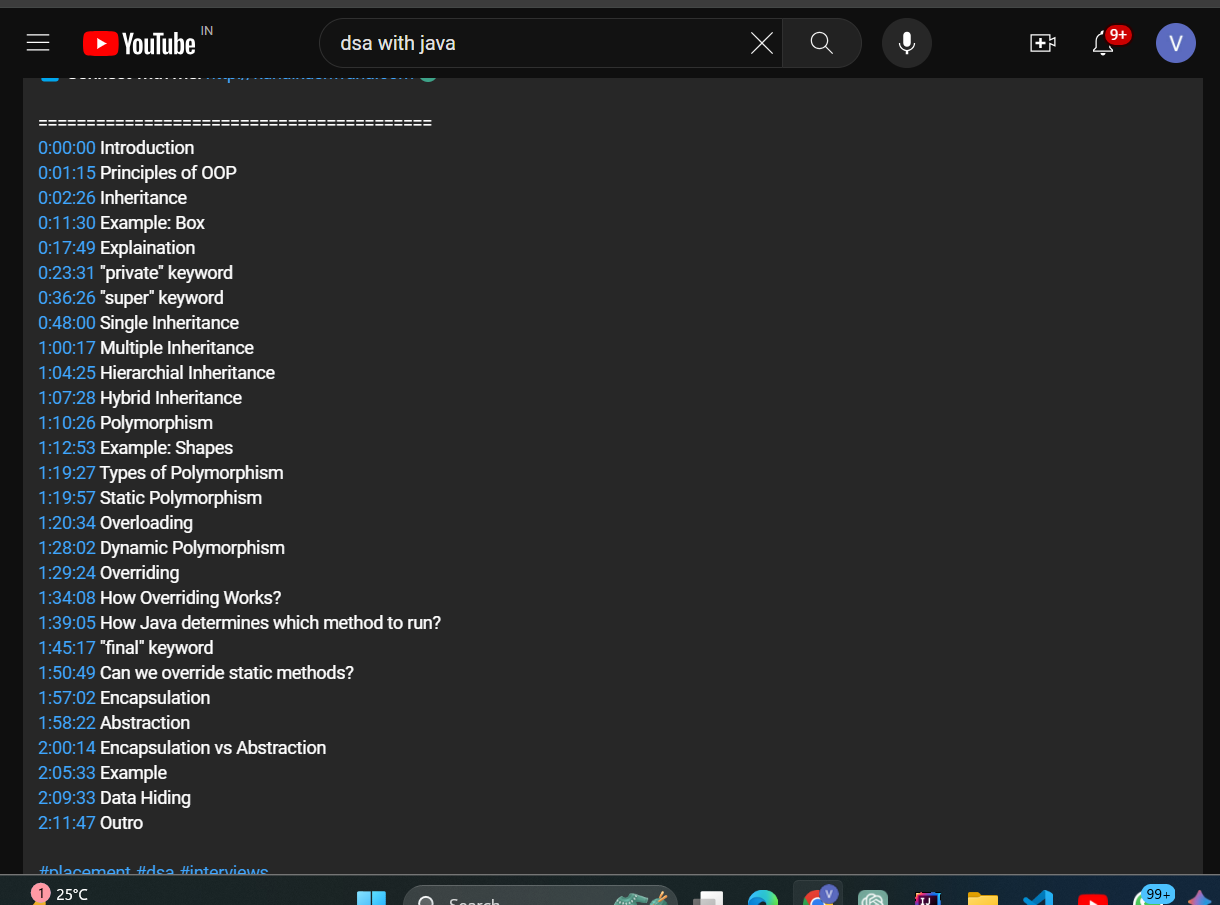 YouTube IN
dsa with java
9+
V
========================================
0:00:00 Introduction
0:01:15 Principles of OOP
0:02:26 Inheritance
0:11:30 Example: Box
0:17:49 Explaination
0:23:31 "private" keyword
0:36:26 "super" keyword
0:48:00 Single Inheritance
1:00:17 Multiple Inheritance
1:04:25 Hierarchial Inheritance
1:07:28 Hybrid Inheritance
1:10:26 Polymorphism
1:12:53 Example: Shapes
1:19:27 Types of Polymorphism
1:19:57 Static Polymorphism
1:20:34 Overloading
1:28:02 Dynamic Polymorphism
1:29:24 Overriding
1:34:08 How Overriding Works?
1:39:05 How Java determines which method to run?
1:45:17 "final" keyword
1:50:49 Can we override static methods?
1:57:02 Encapsulation
1:58:22 Abstraction
2:00:14 Encapsulation vs Abstraction
2:05:33 Example
2:09:33 Data Hiding
2:11:47 Outro
#placement #dsa #interviews
1 25°C
Search
V
IJ
99+